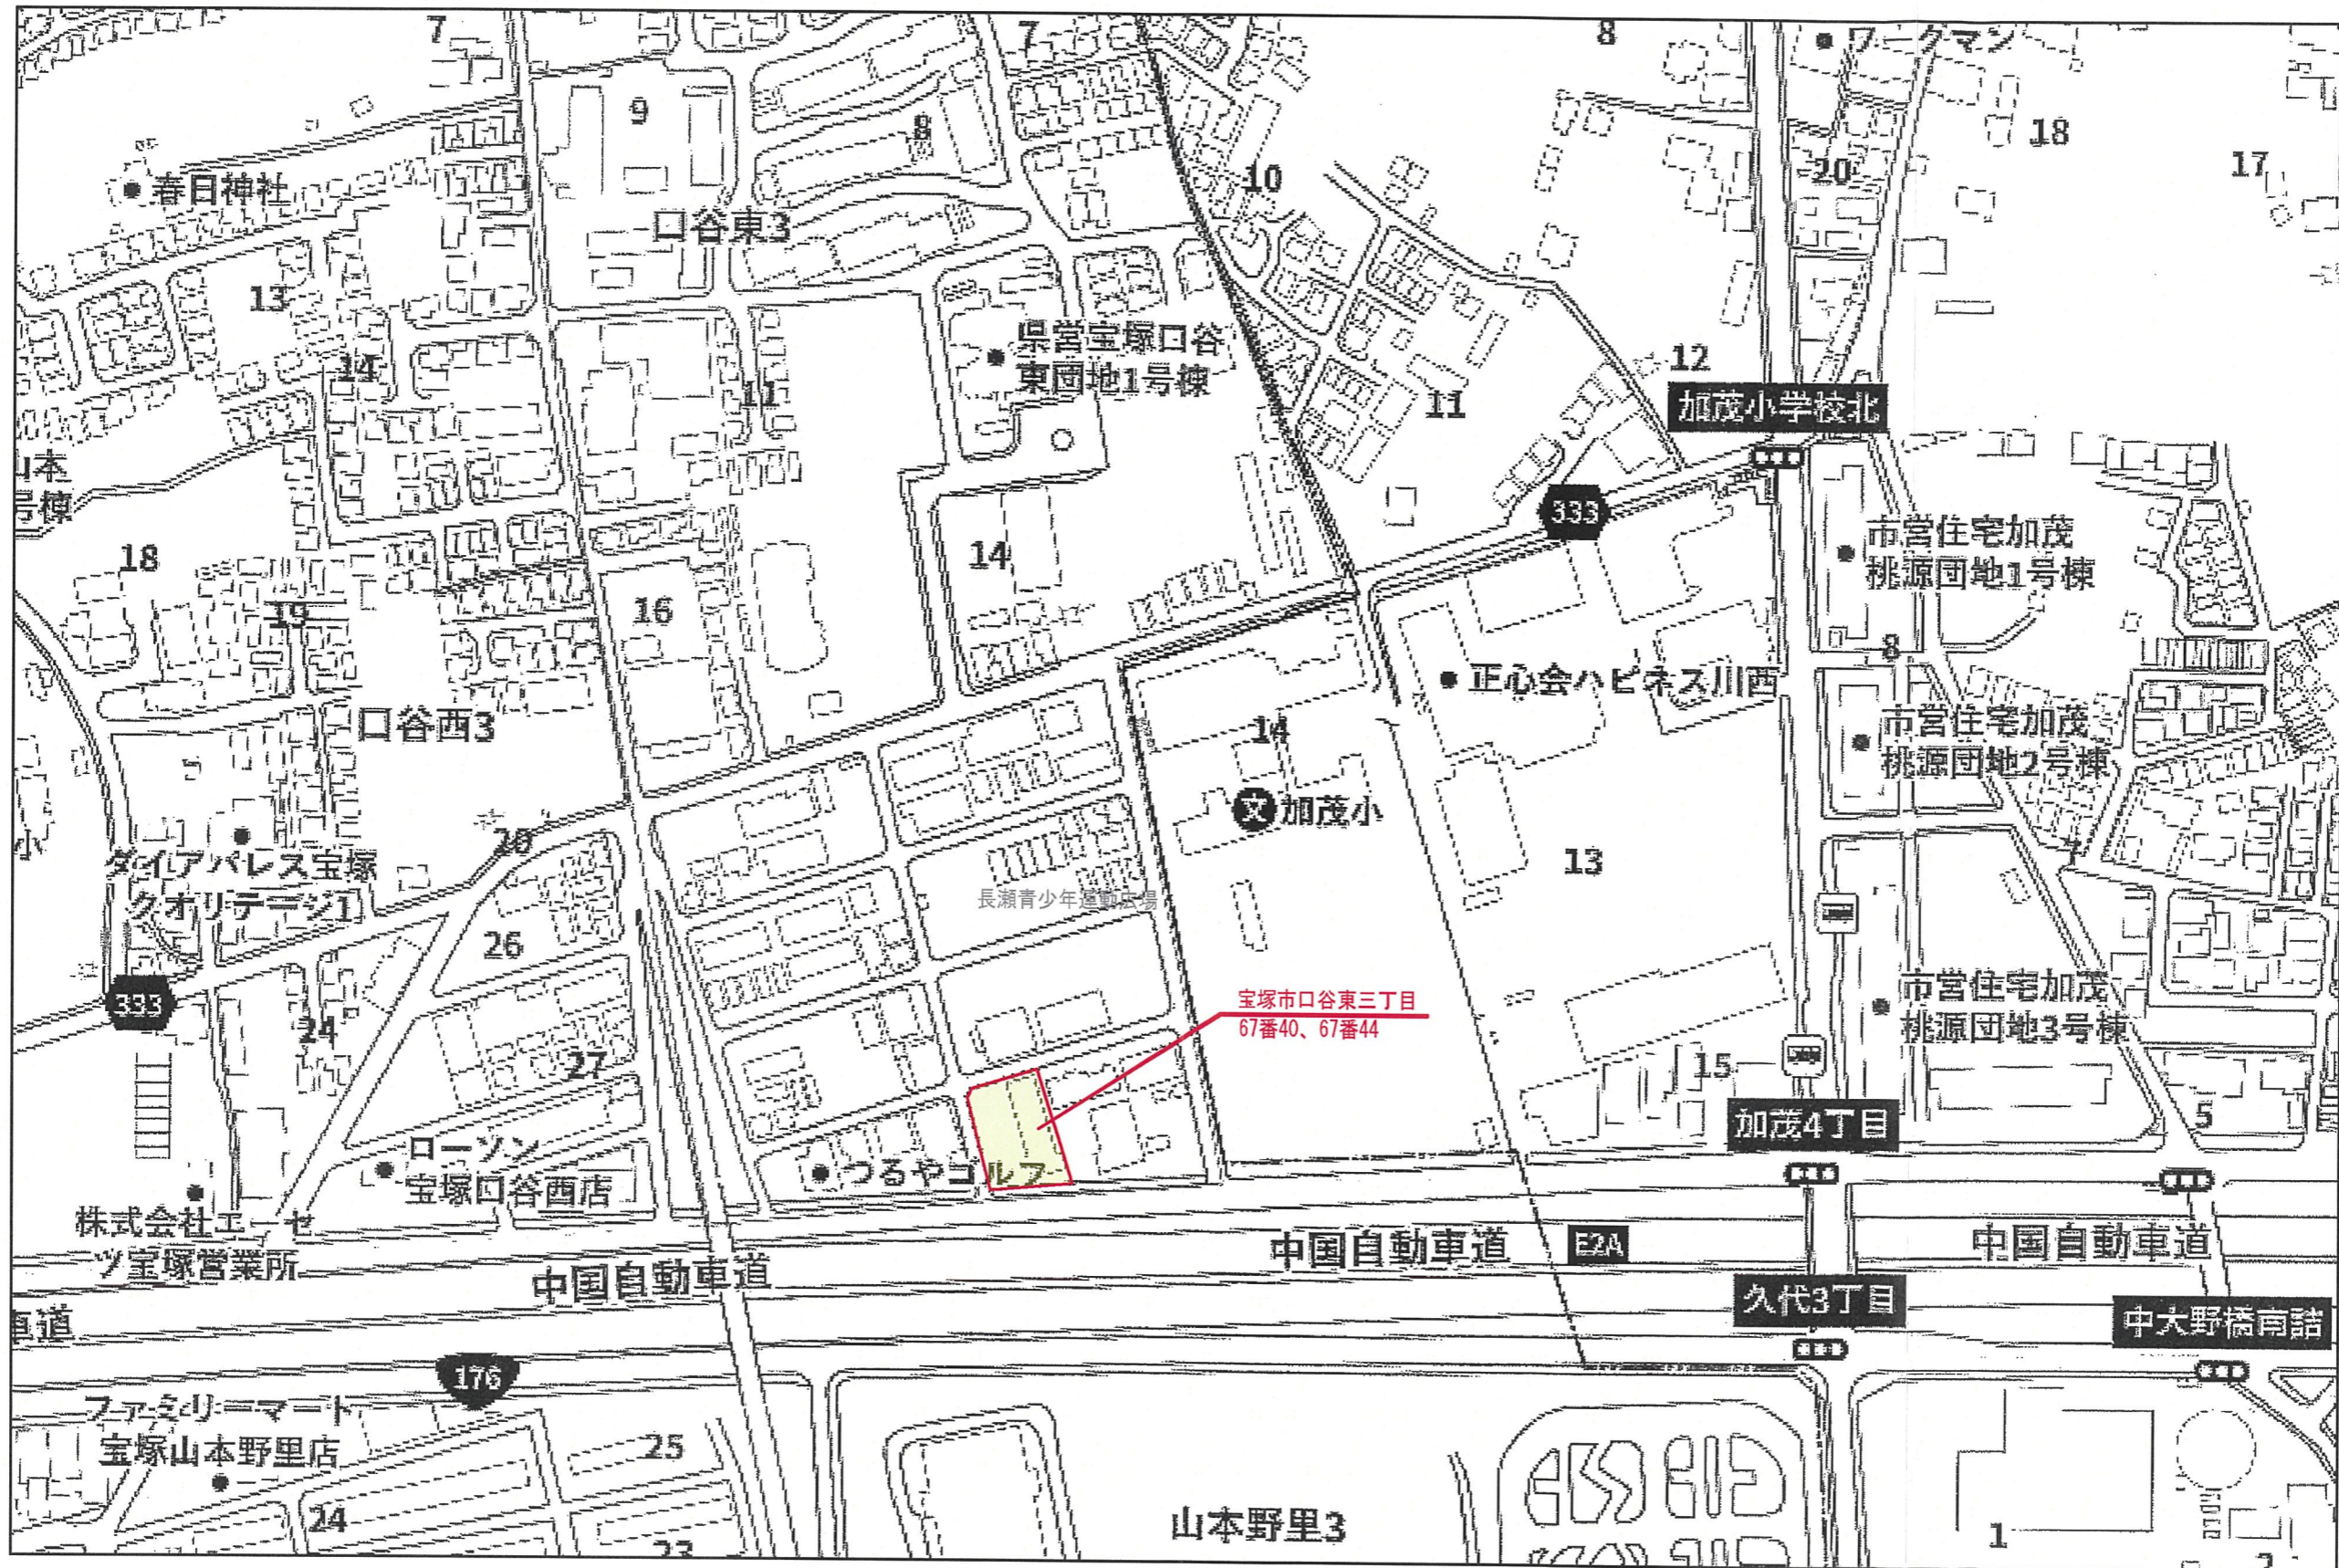 7
7
8
ワークマン
9
8
18
春日神社
10
20
17
口谷東3
13
県営宝塚口谷
東団地1号棟
14
11
11
12
加茂小学校北
山本
号棟
333
18
14
市営住宅加茂
桃源団地1号棟
19
16
8
口谷西3
正心会ハピネス川西
14
市営住宅加茂
桃源団地2号棟
文
加茂小
小
20
ダイアパレス宝塚
クオリテージ1
13
7
長瀬青少年運動広場
26
333
24
宝塚市口谷東三丁目
67番40、67番44
市営住宅加茂
桃源団地3号棟
27
15
加茂4丁目
5
ローソン
宝塚口谷西店
つるやゴルフ
株式会社エーゼ
ツ宝塚営業所
中国自動車道
中国自動車道
E2A
中国自動車道
車道
久代3丁目
中大野橋南詰
176
ファミリーマート
宝塚山本野里店
25
24
23
山本野里3
1
2